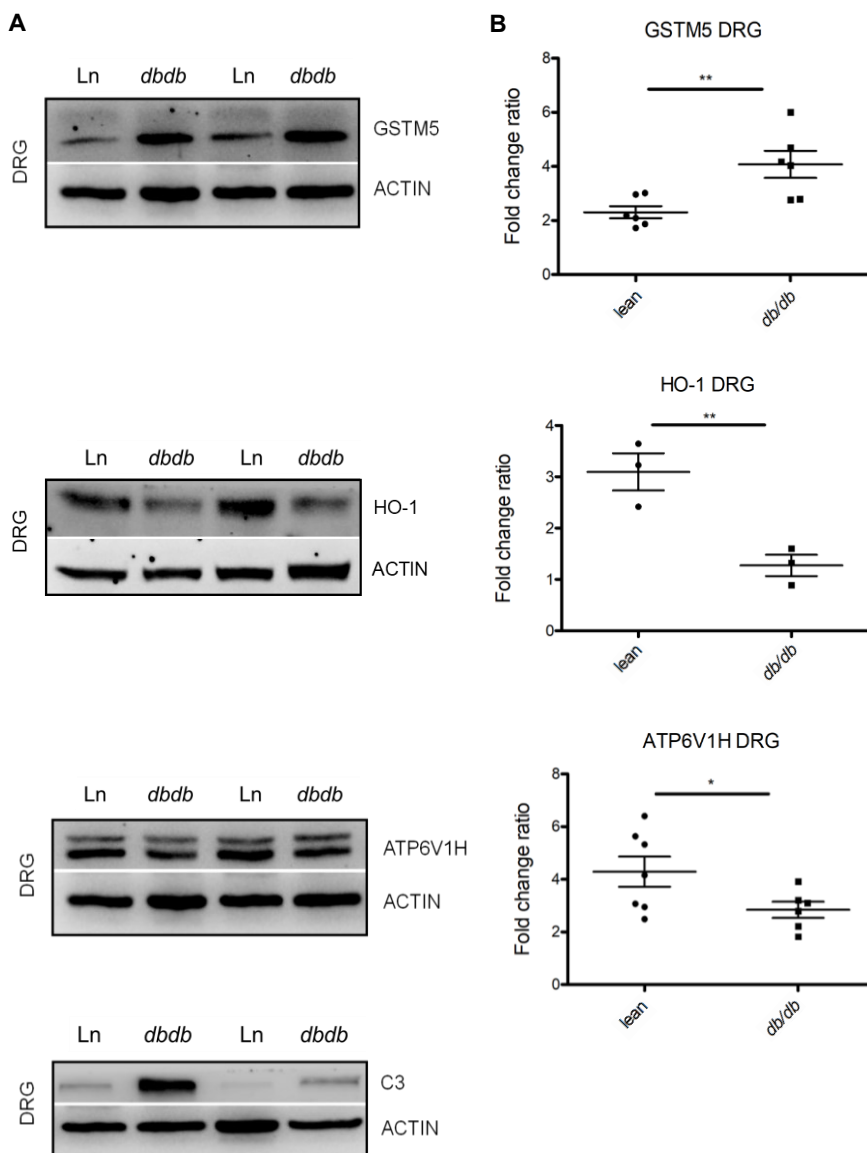 A
Ln dbdb Ln dbdb
DRG
GSTM5
ACTIN
Ln dbdb Ln dbdb
DRG
HO-1
ACTIN
Ln dbdb Ln dbdb
DRG
ATP6V1H
ACTIN
Ln dbdb Ln dbdb
DRG
C3
ACTIN
B
GSTM5 DRG
Fold change ratio
8
6
4
2
0
**
lean
db/db
HO-1 DRG
Fold change ratio
4
3
2
1
0
**
lean
db/db
ATP6V1H DRG
Fold change ratio
8
6
4
2
0
*
lean
db/db